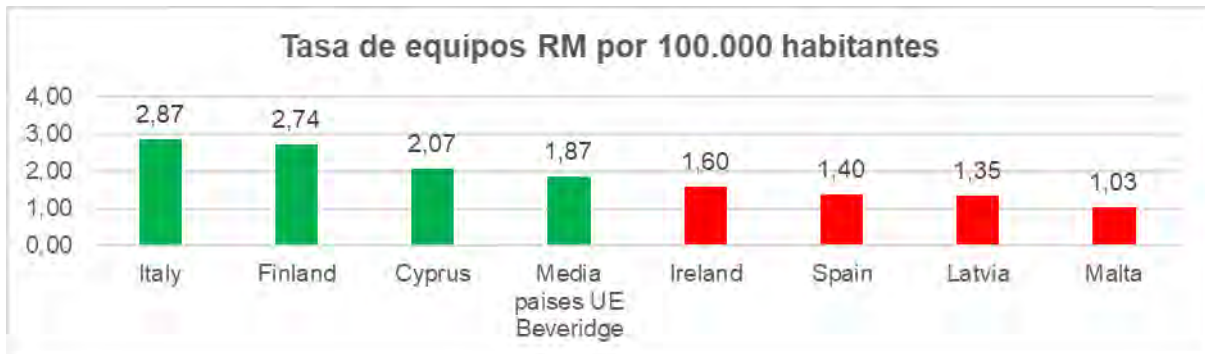 Tasa de equipos RM por 100.000 habitantes
4,00
3,00
2,00
1,00
0,00
2,87
2,74
2,07
1,87
1,60
1,40
1,35
1,03
Italy
Finland
Cyprus
Media
paises UE
Beveridge
Ireland
Spain
Latvia
Malta